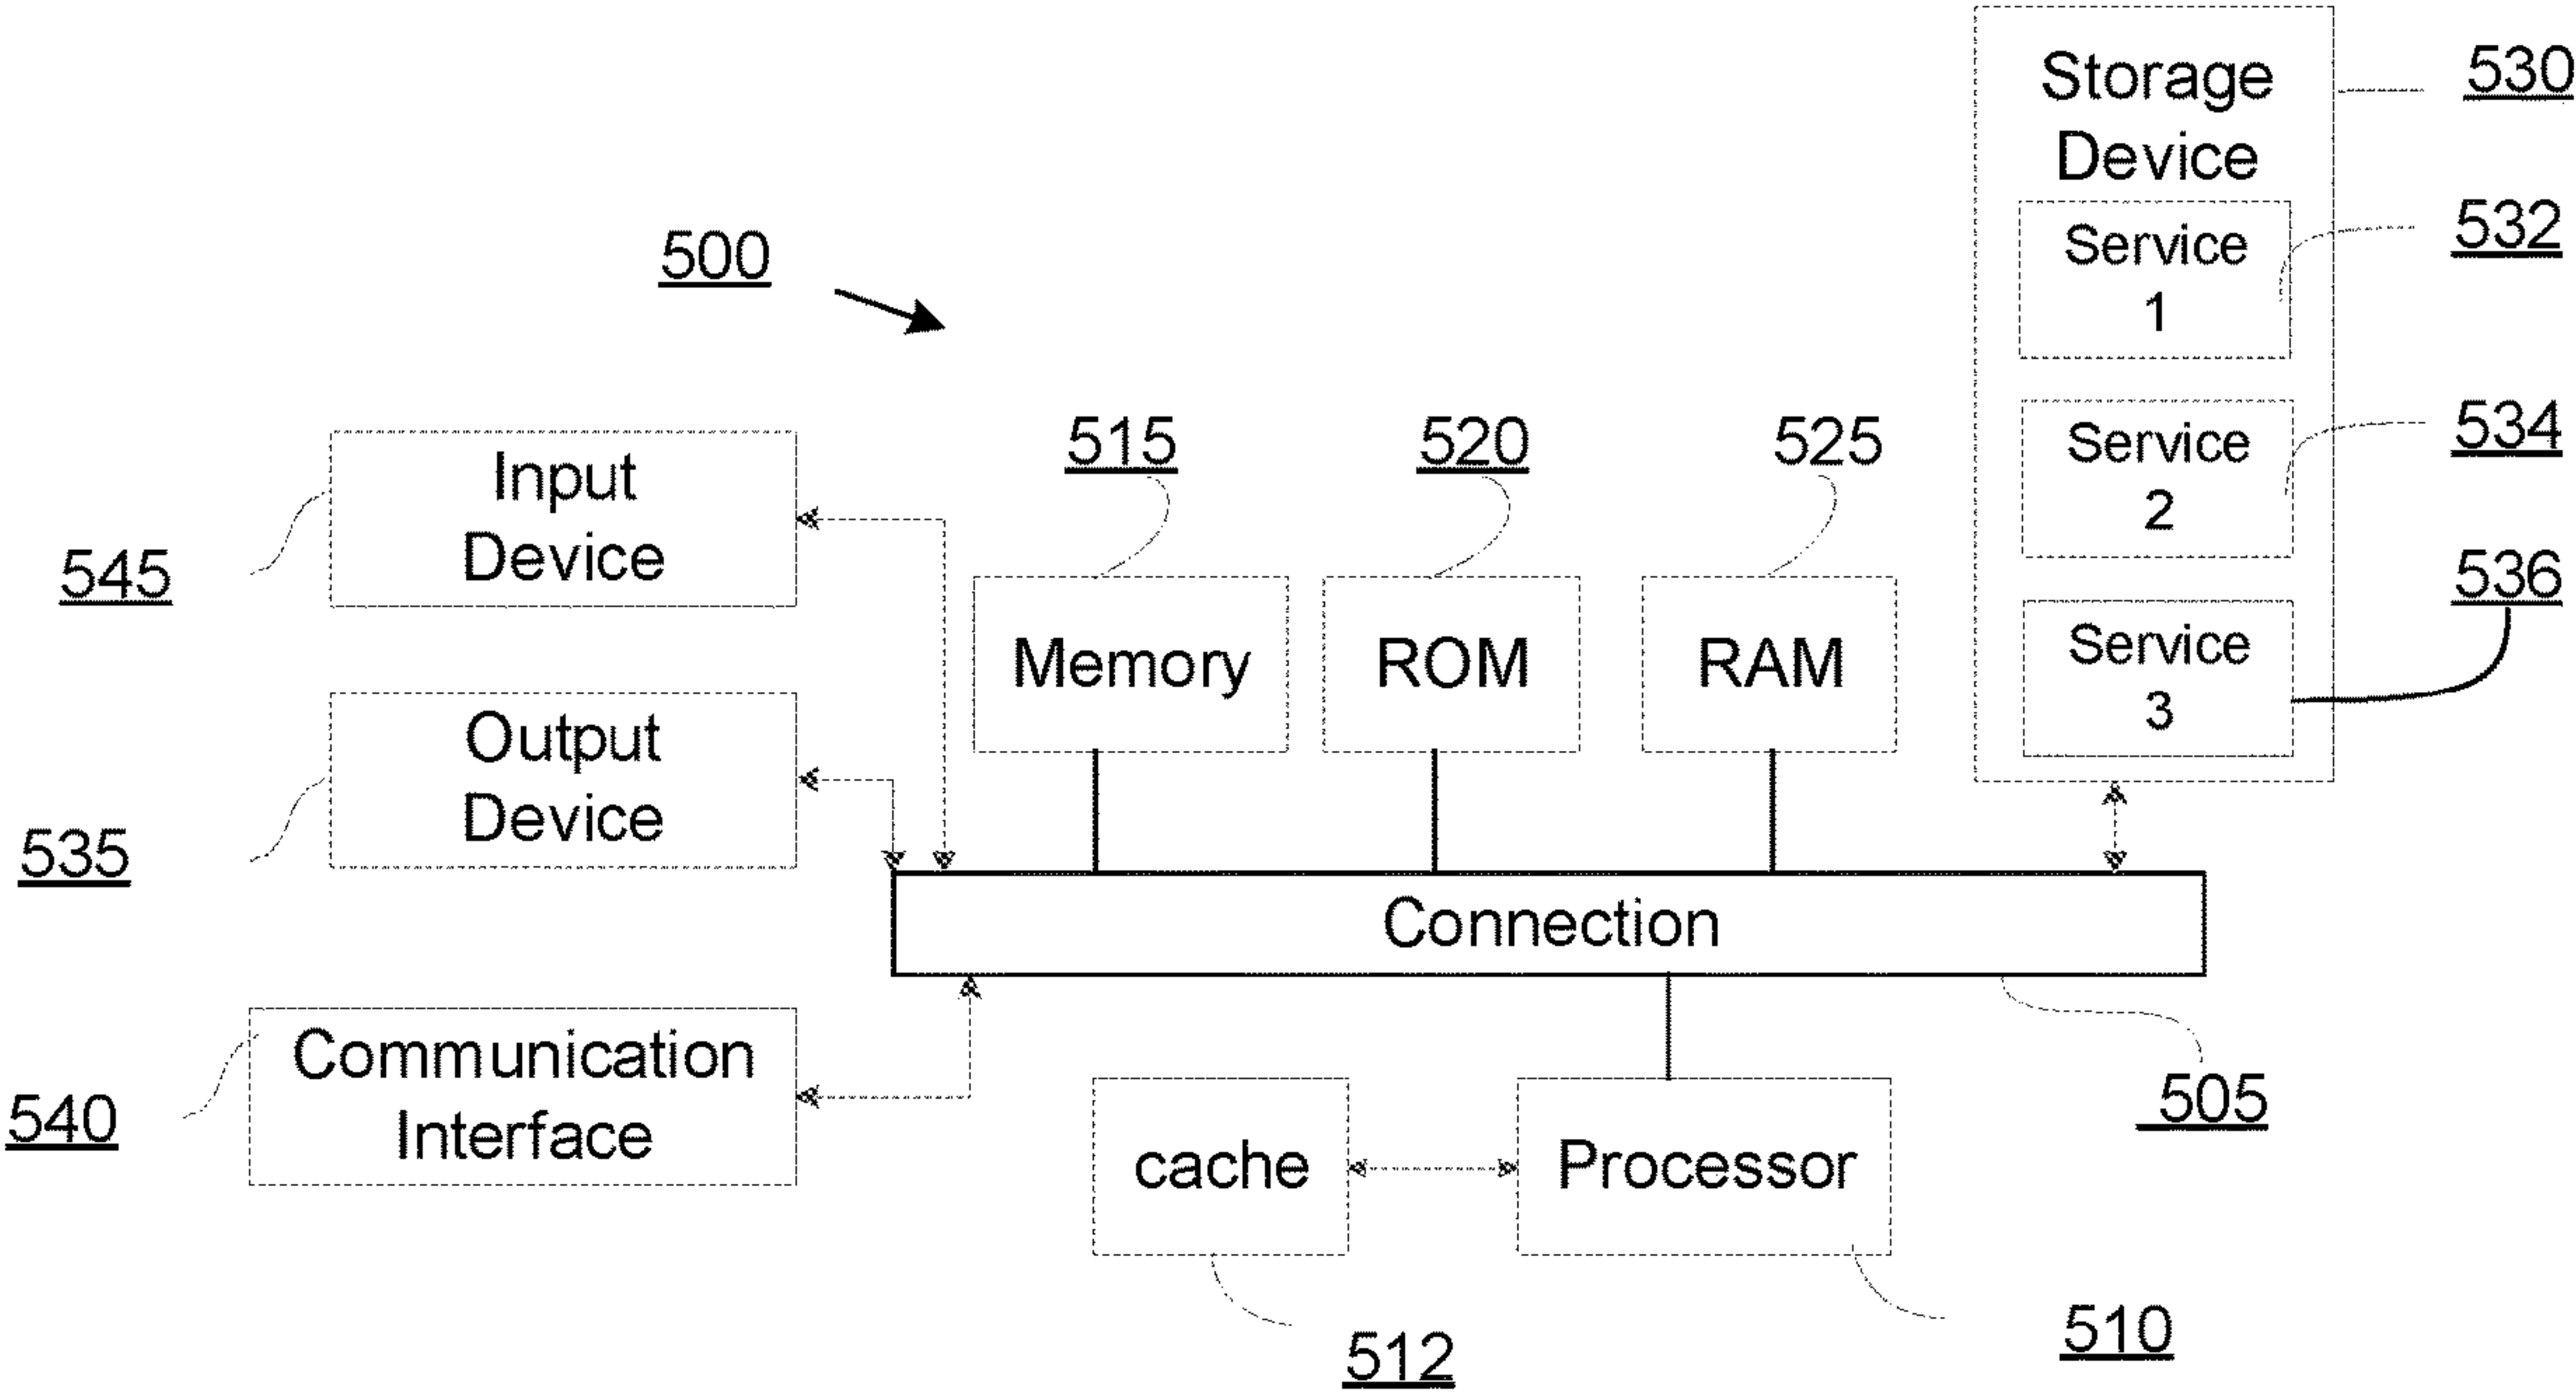 Storage
Device
530
Service
1
532
500
Service
2
534
Input
Device
545
515
520
525
Service
3
536
Memory
ROM
RAM
Output
Device
535
Connection
505
Communication
Interface
540
cache
512
Processor
510